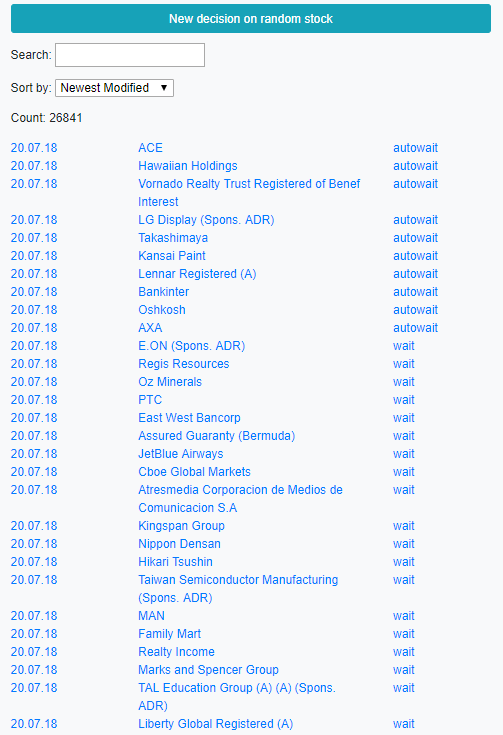 New decision on random stock
Search:
Sort by: Newest Modified ▼
Count: 26841
20.07.18 ACE autowait
20.07.18 Hawaiian Holdings autowait
20.07.18 Vornado Realty Trust Registered of Benef autowait
Interest
20.07.18 LG Display (Spons. ADR) autowait
20.07.18 Takashimaya autowait
20.07.18 Kansai Paint autowait
20.07.18 Lennar Registered (A) autowait
20.07.18 Bankinter autowait
20.07.18 Oshkosh autowait
20.07.18 AXA autowait
20.07.18 E.ON (Spons. ADR) wait
20.07.18 Regis Resources wait
20.07.18 Oz Minerals wait
20.07.18 PTC wait
20.07.18 East West Bancorp wait
20.07.18 Assured Guaranty (Bermuda) wait
20.07.18 JetBlue Airways wait
20.07.18 Cboe Global Markets wait
20.07.18 Atresmedia Corporacion de Medios de wait
Comunicacion S.A
20.07.18 Kingspan Group wait
20.07.18 Nippon Densan wait
20.07.18 Hikari Tsushin wait
20.07.18 Taiwan Semiconductor Manufacturing wait
(Spons. ADR)
20.07.18 MAN wait
20.07.18 Family Mart wait
20.07.18 Realty Income wait
20.07.18 Marks and Spencer Group wait
20.07.18 TAL Education Group (A) (A) (Spons. wait
ADR)
20.07.18 Liberty Global Registered (A) wait